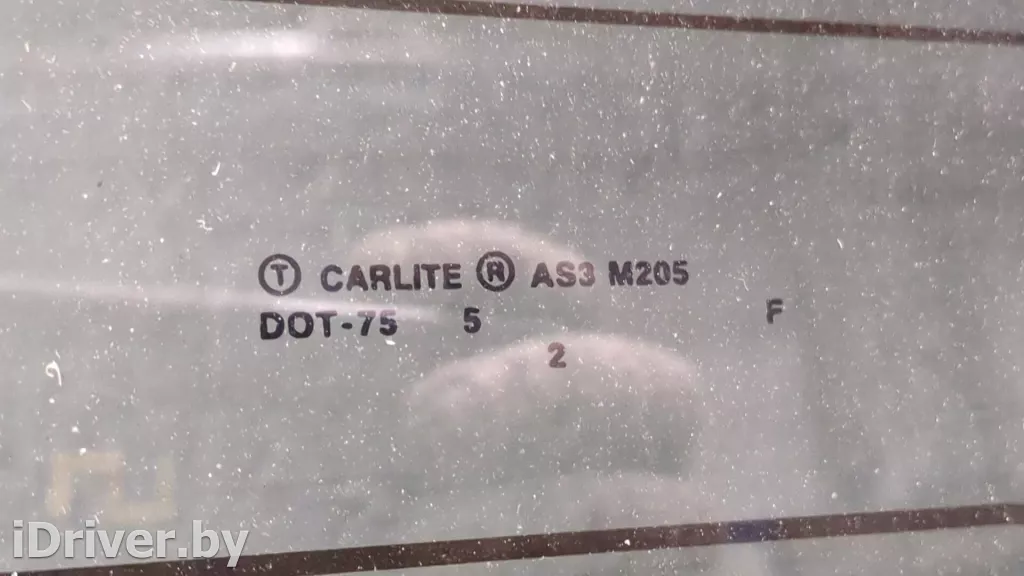 Ⓣ CARLITE ® AS3 M205
DOT-75 5 F
2
iDriver.by